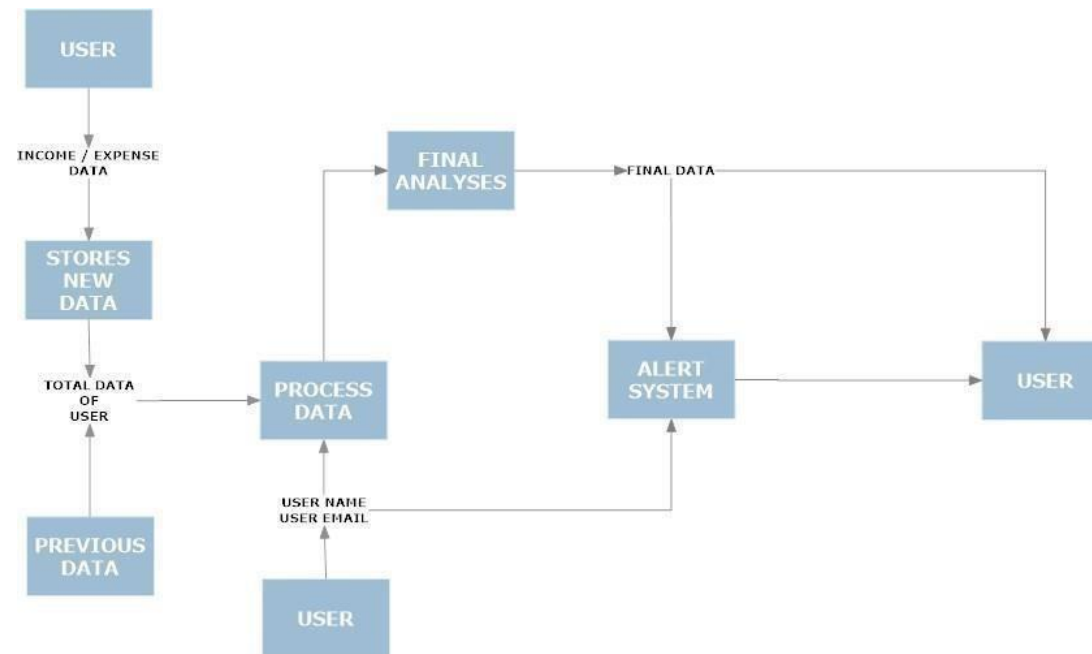 USER
INCOME / EXPENSE
DATA
STORES
NEW
DATA
TOTAL DATA
OF
USER
PREVIOUS
DATA
PROCESS
DATA
USER NAME
USER EMAIL
USER
FINAL
ANALYSES
FINAL DATA
ALERT
SYSTEM
USER